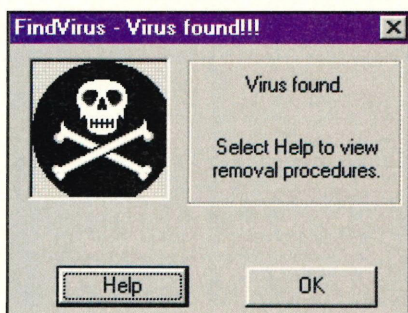 FindVirus - Virus found!!!
Virus found.
Select Help to view
removal procedures.
Help
OK